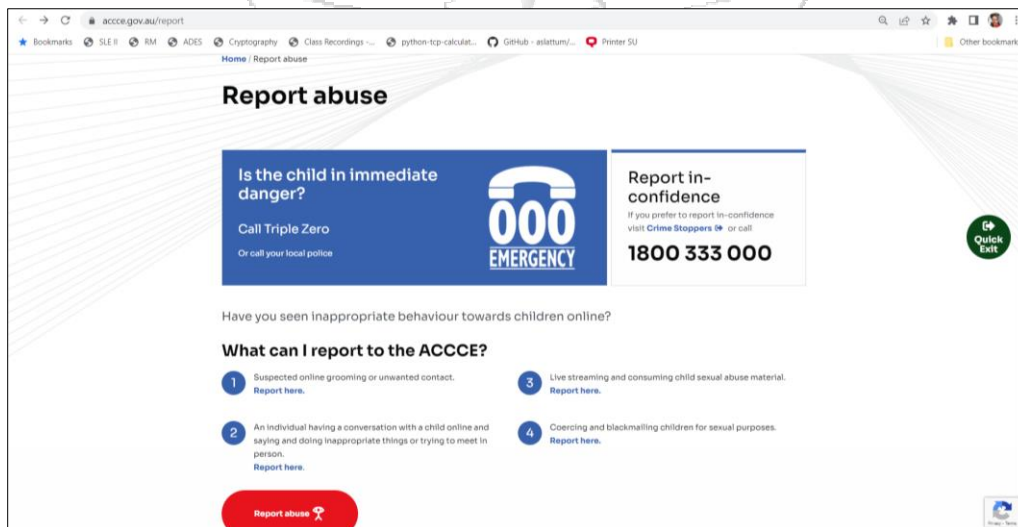 accce.gov.au/report
Bookmarks SLE II RM ADES Cryptography Class Recordings -... python-tcp-calculat... GitHub - aslattum/... Printer SU Other bookmark
Home / Report abuse
Report abuse
Is the child in immediate
danger?
Call Triple Zero
Or call your local police
000
EMERGENCY
Report in-
confidence
If you prefer to report in-confidence
visit Crime Stoppers or call
1800 333 000
Quick
Exit
Have you seen inappropriate behaviour towards children online?
What can I report to the ACCCE?
1 Suspected online grooming or unwanted contact.
Report here.
2 An individual having a conversation with a child online and
saying and doing inappropriate things or trying to meet in
person.
Report here.
3 Live streaming and consuming child sexual abuse material.
Report here.
4 Coercing and blackmailing children for sexual purposes.
Report here.
Report abuse
Privacy - Terms